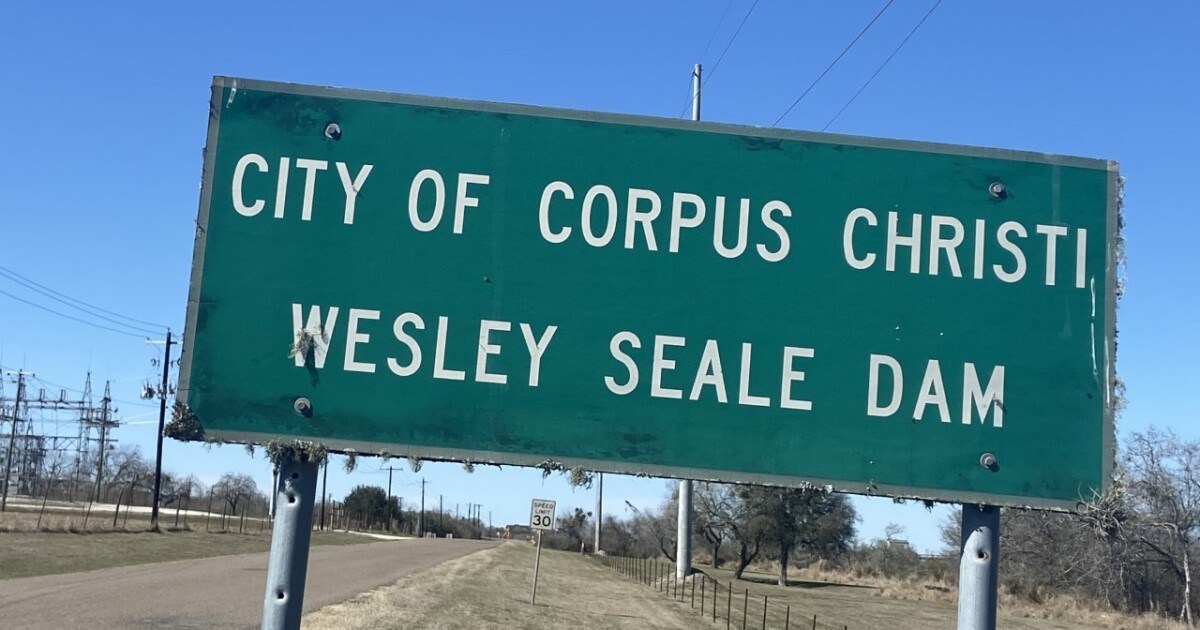 CITY OF CORPUS CHRISTI
WESLEY SEALE DAM
SPEED
LIMIT
30